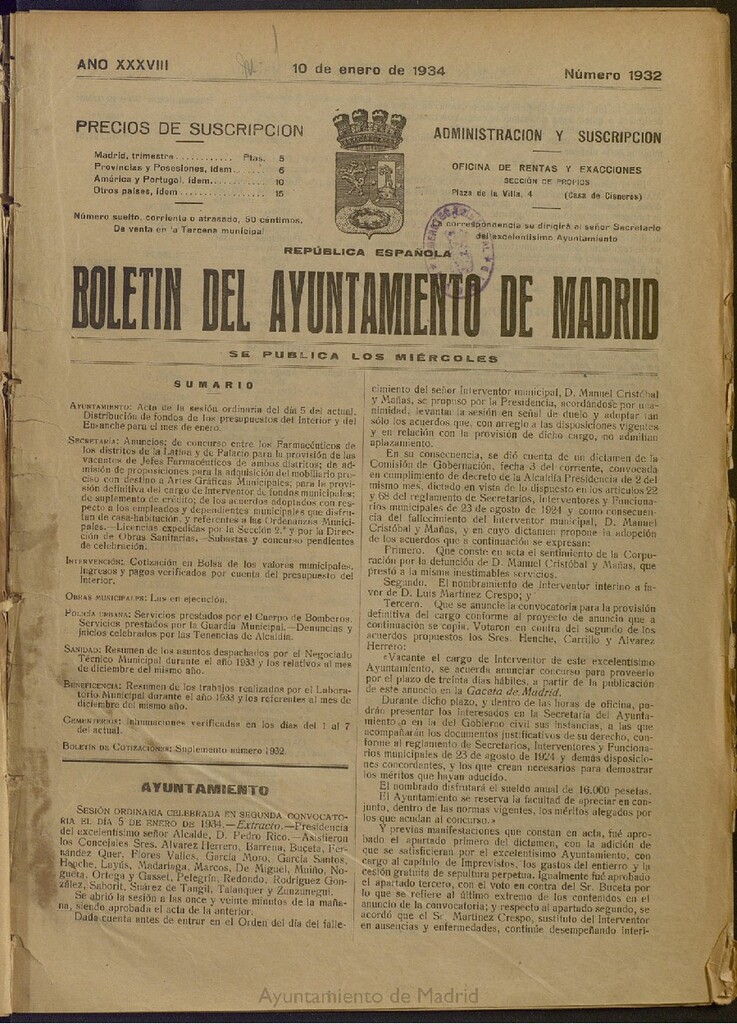 AÑO XXXVIII
10 de enero de 1934
Número 1932
PRECIOS DE SUSCRIPCION
Madrid, trimestre............ Ptas. 5
Provincias y Posesiones, ídem...... 6
América y Portugal, ídem.......... 10
Otros países, ídem................. 15
Número suelto, corriente o atrasado, 50 céntimos.
De venta en la Tercena municipal
ADMINISTRACION Y SUSCRIPCION
OFICINA DE RENTAS Y EXACCIONES
SECCIÓN DE PROPIOS
Plaza de la Villa, 4 (Casa de Cisneros)
correspondencia se dirigirá al señor Secretario
del excelentísimo Ayuntamiento
REPÚBLICA ESPAÑOLA
BOLETIN DEL AYUNTAMIENTO DE MADRID
SE PUBLICA LOS MIÉRCOLES
SUMARIO
AYUNTAMIENTO: Acta de la sesión ordinaria del día 5 del actual.
Distribución de fondos de los presupuestos del Interior y del
Ensanche para el mes de enero.
SECRETARÍA: Anuncios: de concurso entre los Farmacéuticos de
los distritos de la Latina y de Palacio para la provisión de las
vacantes de Jefes Farmacéuticos de ambos distritos; de ad-
misión de proposiciones para la adquisición del mobiliario pre-
ciso con destino a Artes Gráficas Municipales; para la pro-
visión definitiva del cargo de Interventor de fondos municipales;
de suplemento de crédito; de los acuerdos adoptados con res-
pecto a los empleados y dependientes municipales que disfru-
tan de casa-habitación, y referentes a las Ordenanzas Munici-
pales.—Licencias expedidas por la Sección 2.ª y por la Direc-
ción de Obras Sanitarias.—Subastas y concurso pendientes
de celebración.
INTERVENCIÓN: Cotización en Bolsa de los valores municipales.
Ingresos y pagos verificados por cuenta del presupuesto del
Interior.
OBRAS MUNICIPALES: Las en ejecución.
POLICÍA URBANA: Servicios prestados por el Cuerpo de Bomberos.
Servicios prestados por la Guardia Municipal.—Denuncias y
juicios celebrados por las Tenencias de Alcaldía.
SANIDAD: Resumen de los asuntos despachados por el Negociado
Técnico Municipal durante el año 1933 y los relativos al mes
de diciembre del mismo año.
BENEFICENCIA: Resumen de los trabajos realizados por el Labora-
torio Municipal durante el año 1933 y los referentes al mes de
diciembre del mismo año.
CEMENTERIOS: Inhumaciones verificadas en los días del 1 al 7
del actual.
BOLETÍN DE COTIZACIONES: Suplemento número 1932.
AYUNTAMIENTO
SESIÓN ORDINARIA CELEBRADA EN SEGUNDA CONVOCATO-
RIA EL DÍA 5 DE ENERO DE 1934.—Extracto.—Presidencia
del excelentísimo señor Alcalde, D. Pedro Rico.—Asistieron
los Concejales Sres. Alvarez Herrero, Barrena, Buceta, Fer-
nández Quer, Flores Valles, García Moro, García Santos,
Henche, Layús, Madariaga, Marcos, De Miguel, Muiño, No-
guera, Ortega y Gasset, Pelegrín, Redondo, Rodríguez Gon-
zález, Saborit, Suárez de Tangil, Talanquer y Zunzunegui.
Se abrió la sesión a las once y veinte minutos de la maña-
na, siendo aprobada el acta de la anterior.
Dada cuenta antes de entrar en el Orden del día del falle-
cimiento del señor Interventor municipal, D. Manuel Cristóbal
y Mañas, se propuso por la Presidencia, acordándose por una-
nimidad, levantar la sesión en señal de duelo y adoptar tan
sólo los acuerdos que, con arreglo a las disposiciones vigentes
y en relación con la provisión de dicho cargo, no admitían
aplazamiento.
En su consecuencia, se dió cuenta de un dictamen de la
Comisión de Gobernación, fecha 3 del corriente, convocada
en cumplimiento de decreto de la Alcaldía Presidencia de 2 del
mismo mes, dictado en vista de lo dispuesto en los artículos 22
y 68 del reglamento de Secretarios, Interventores y Funciona-
rios municipales de 23 de agosto de 1924 y como consecuen-
cia del fallecimiento del Interventor municipal, D. Manuel
Cristóbal y Mañas, y en cuyo dictamen propone la adopción
de los acuerdos que a continuación se expresan:
Primero. Que conste en acta el sentimiento de la Corpo-
ración por la defunción de D. Manuel Cristóbal y Mañas, que
prestó a la misma inestimables servicios.
Segundo. El nombramiento de Interventor interino a fa-
vor de D. Luis Martínez Crespo; y
Tercero. Que se anuncie la convocatoria para la provisión
definitiva del cargo conforme al proyecto de anuncio que a
continuación se copia. Votaron en contra del segundo de los
acuerdos propuestos los Sres. Henche, Carrillo y Alvarez
Herrero:
«Vacante el cargo de Interventor de este excelentísimo
Ayuntamiento, se acuerda anunciar concurso para proveerlo
por el plazo de treinta días hábiles, a partir de la publicación
de este anuncio en la Gaceta de Madrid.
Durante dicho plazo, y dentro de las horas de oficina, po-
drán presentar los interesados en la Secretaría del Ayunta-
miento o en la del Gobierno civil sus instancias, a las que
acompañarán los documentos justificativos de su derecho, con-
forme al reglamento de Secretarios, Interventores y Funciona-
rios municipales de 23 de agosto de 1924 y demás disposicio-
nes concordantes, y los que crean necesarios para demostrar
los méritos que hayan aducido.
El nombrado disfrutará el sueldo anual de 16.000 pesetas.
El Ayuntamiento se reserva la facultad de apreciar en con-
junto, dentro de las normas vigentes, los méritos alegados por
los que acudan al concurso.»
Y previas manifestaciones que constan en acta, fué apro-
bado el apartado primero del dictamen, con la adición de
que se satisficieran por el excelentísimo Ayuntamiento, con
cargo al capítulo de Imprevistos, los gastos del entierro y la
cesión gratuita de sepultura perpetua. Igualmente fué aprobado
el apartado tercero, con el voto en contra del Sr. Buceta por
lo que se refiere al último extremo de los contenidos en el
anuncio de la convocatoria; y respecto al apartado segundo, se
acordó que el Sr. Martínez Crespo, sustituto del Interventor
en ausencias y enfermedades, continúe desempeñando interi-
Ayuntamiento de Madrid